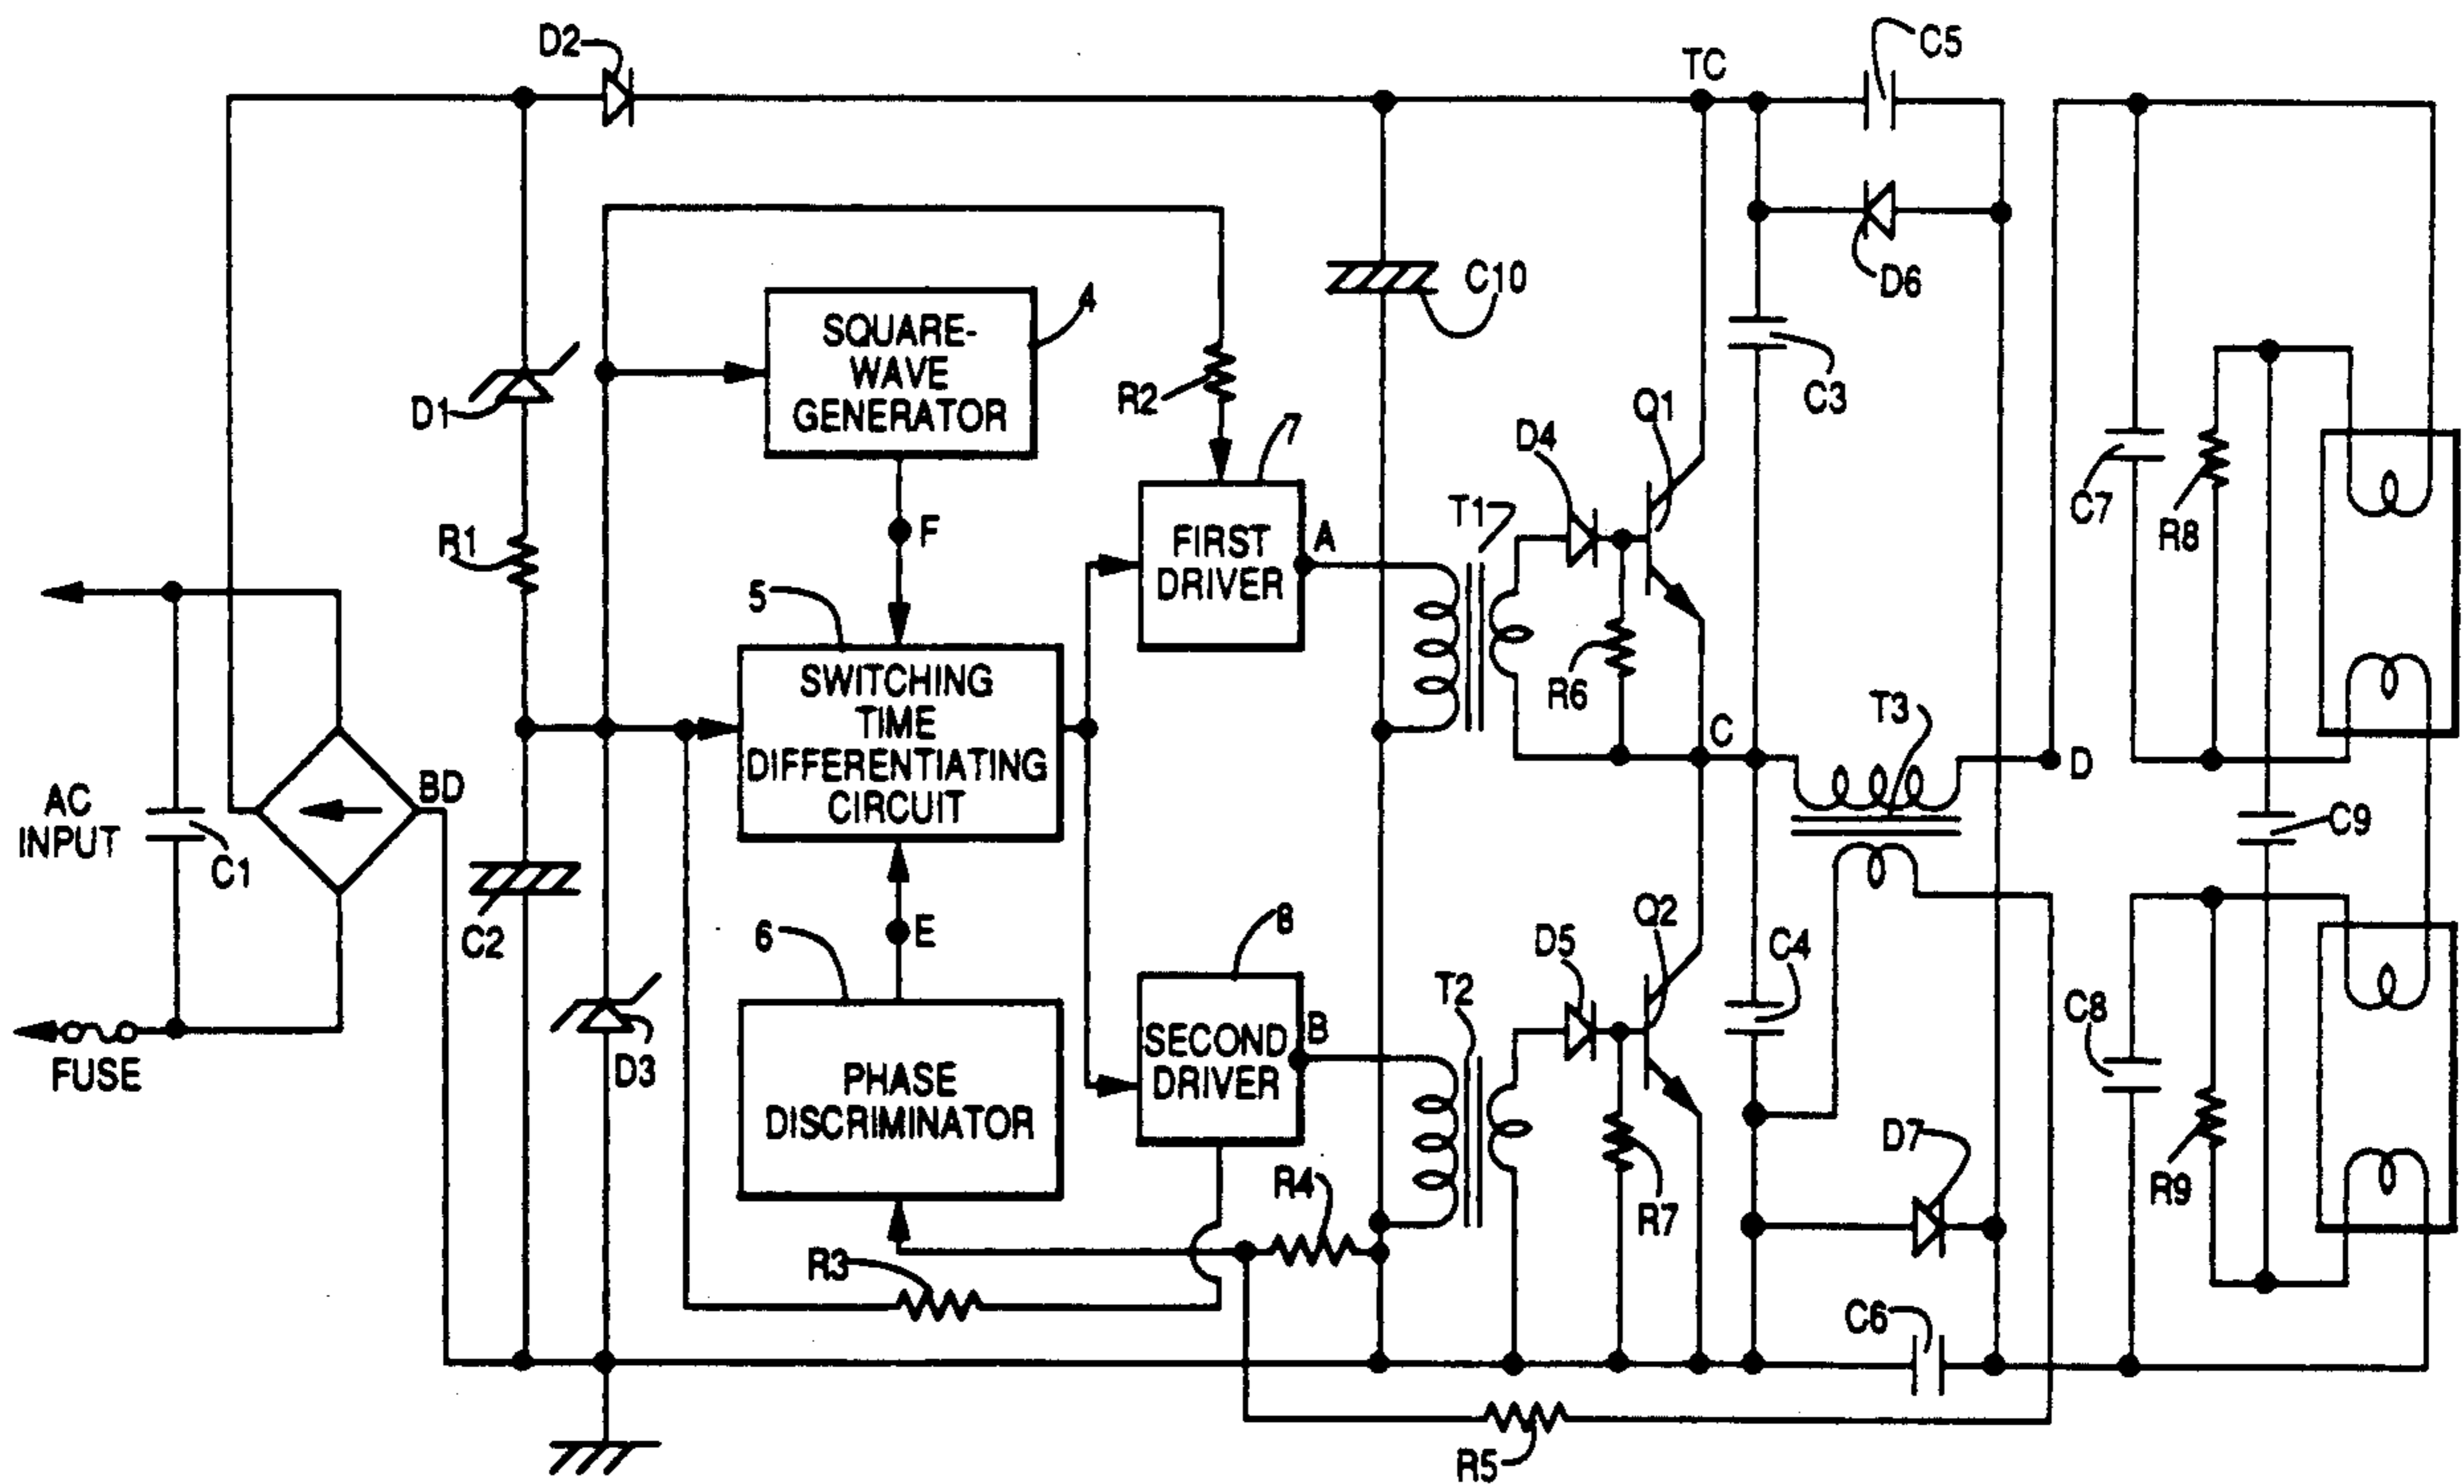 D2
TC
C5
D6
C10
4
SQUARE-
WAVE
GENERATOR
D1
R2
C3
Q1
7
D4
T1
C7
R8
R1
F
FIRST
DRIVER
A
5
SWITCHING
TIME
DIFFERENTIATING
CIRCUIT
R6
C
T3
D
AC
INPUT
C1
BD
C9
C2
E
6
8
T2
D5
Q2
C4
C8
FUSE
D3
PHASE
DISCRIMINATOR
SECOND
DRIVER
B
R4
R7
D7
R9
R3
C6
R5